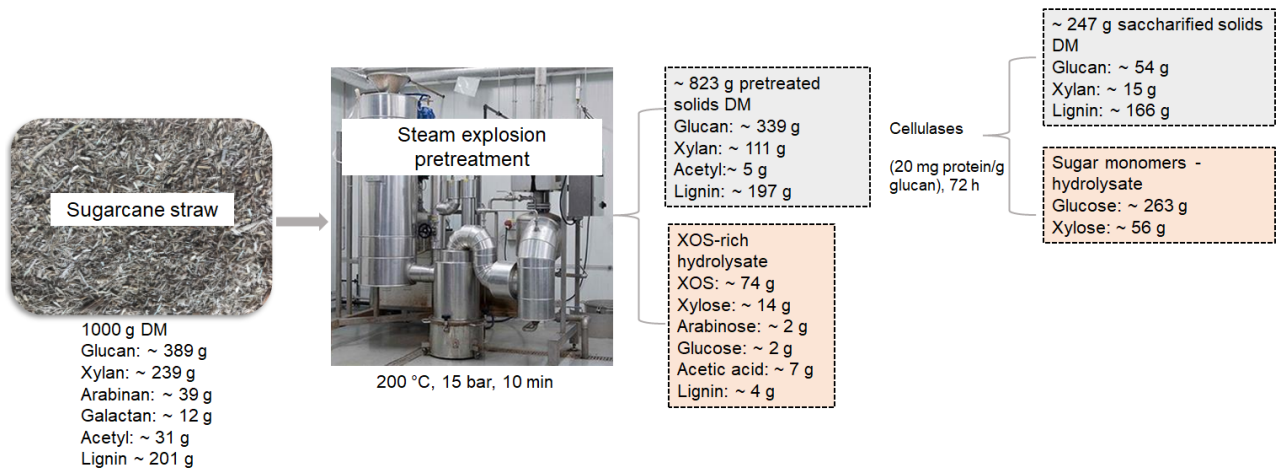 Sugarcane straw
1000 g DM
Glucan: ~ 389 g
Xylan: ~ 239 g
Arabinan: ~ 39 g
Galactan: ~ 12 g
Acetyl: ~ 31 g
Lignin ~ 201 g
Steam explosion
pretreatment
200 °C, 15 bar, 10 min
~ 823 g pretreated
solids DM
Glucan: ~ 339 g
Xylan: ~ 111 g
Acetyl:~ 5 g
Lignin: ~ 197 g
XOS-rich
hydrolysate
XOS: ~ 74 g
Xylose: ~ 14 g
Arabinose: ~ 2 g
Glucose: ~ 2 g
Acetic acid: ~ 7 g
Lignin: ~ 4 g
Cellulases
(20 mg protein/g
glucan), 72 h
~ 247 g saccharified solids
DM
Glucan: ~ 54 g
Xylan: ~ 15 g
Lignin: ~ 166 g
Sugar monomers -
hydrolysate
Glucose: ~ 263 g
Xylose: ~ 56 g